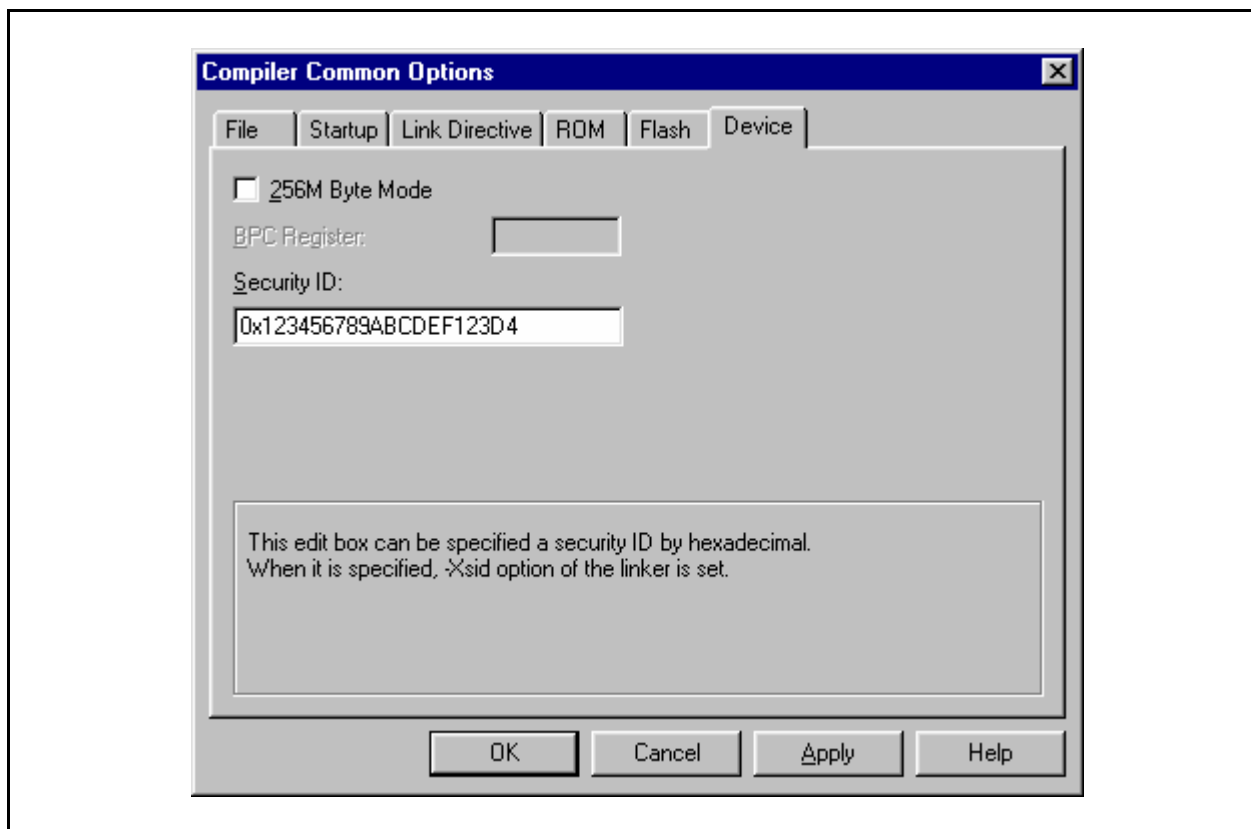 Compiler Common Options
File Startup Link Directive ROM Flash Device
256M Byte Mode
BPC Register:
Security ID:
0x123456789ABCDEF123D4
This edit box can be specified a security ID by hexadecimal.
When it is specified, -Xsid option of the linker is set.
OK Cancel Apply Help